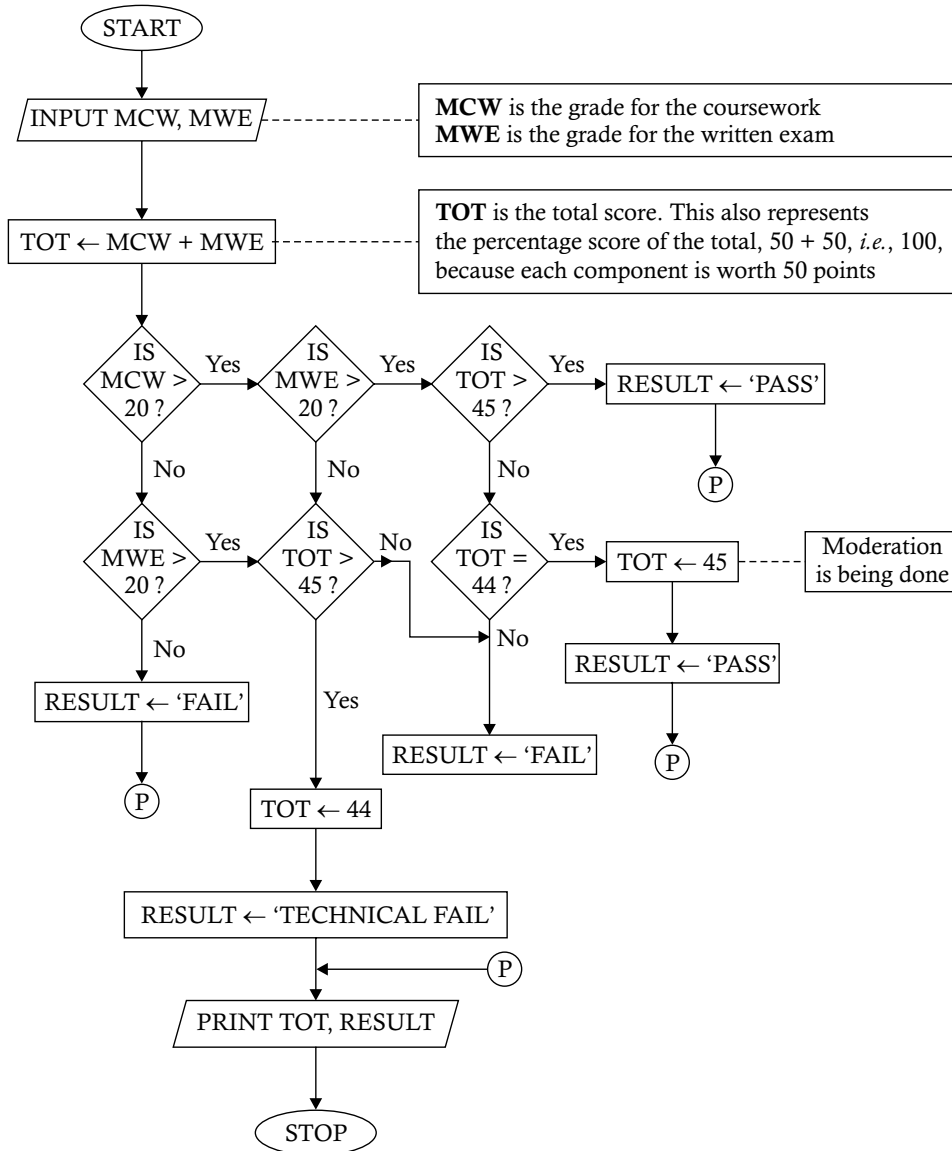 START
INPUT MCW, MWE
MCW is the grade for the coursework
MWE is the grade for the written exam
TOT ← MCW + MWE
TOT is the total score. This also represents
the percentage score of the total, 50 + 50, i.e., 100,
because each component is worth 50 points
IS
MCW >
20 ?
Yes
IS
MWE >
20 ?
Yes
IS
TOT >
45 ?
Yes
RESULT ← ‘PASS’
P
No
No
No
IS
MWE >
20 ?
Yes
IS
TOT >
45 ?
No
IS
TOT =
44 ?
Yes
TOT ← 45
Moderation
is being done
No
No
RESULT ← ‘PASS’
RESULT ← ‘FAIL’
Yes
RESULT ← ‘FAIL’
P
P
TOT ← 44
RESULT ← ‘TECHNICAL FAIL’
P
PRINT TOT, RESULT
STOP